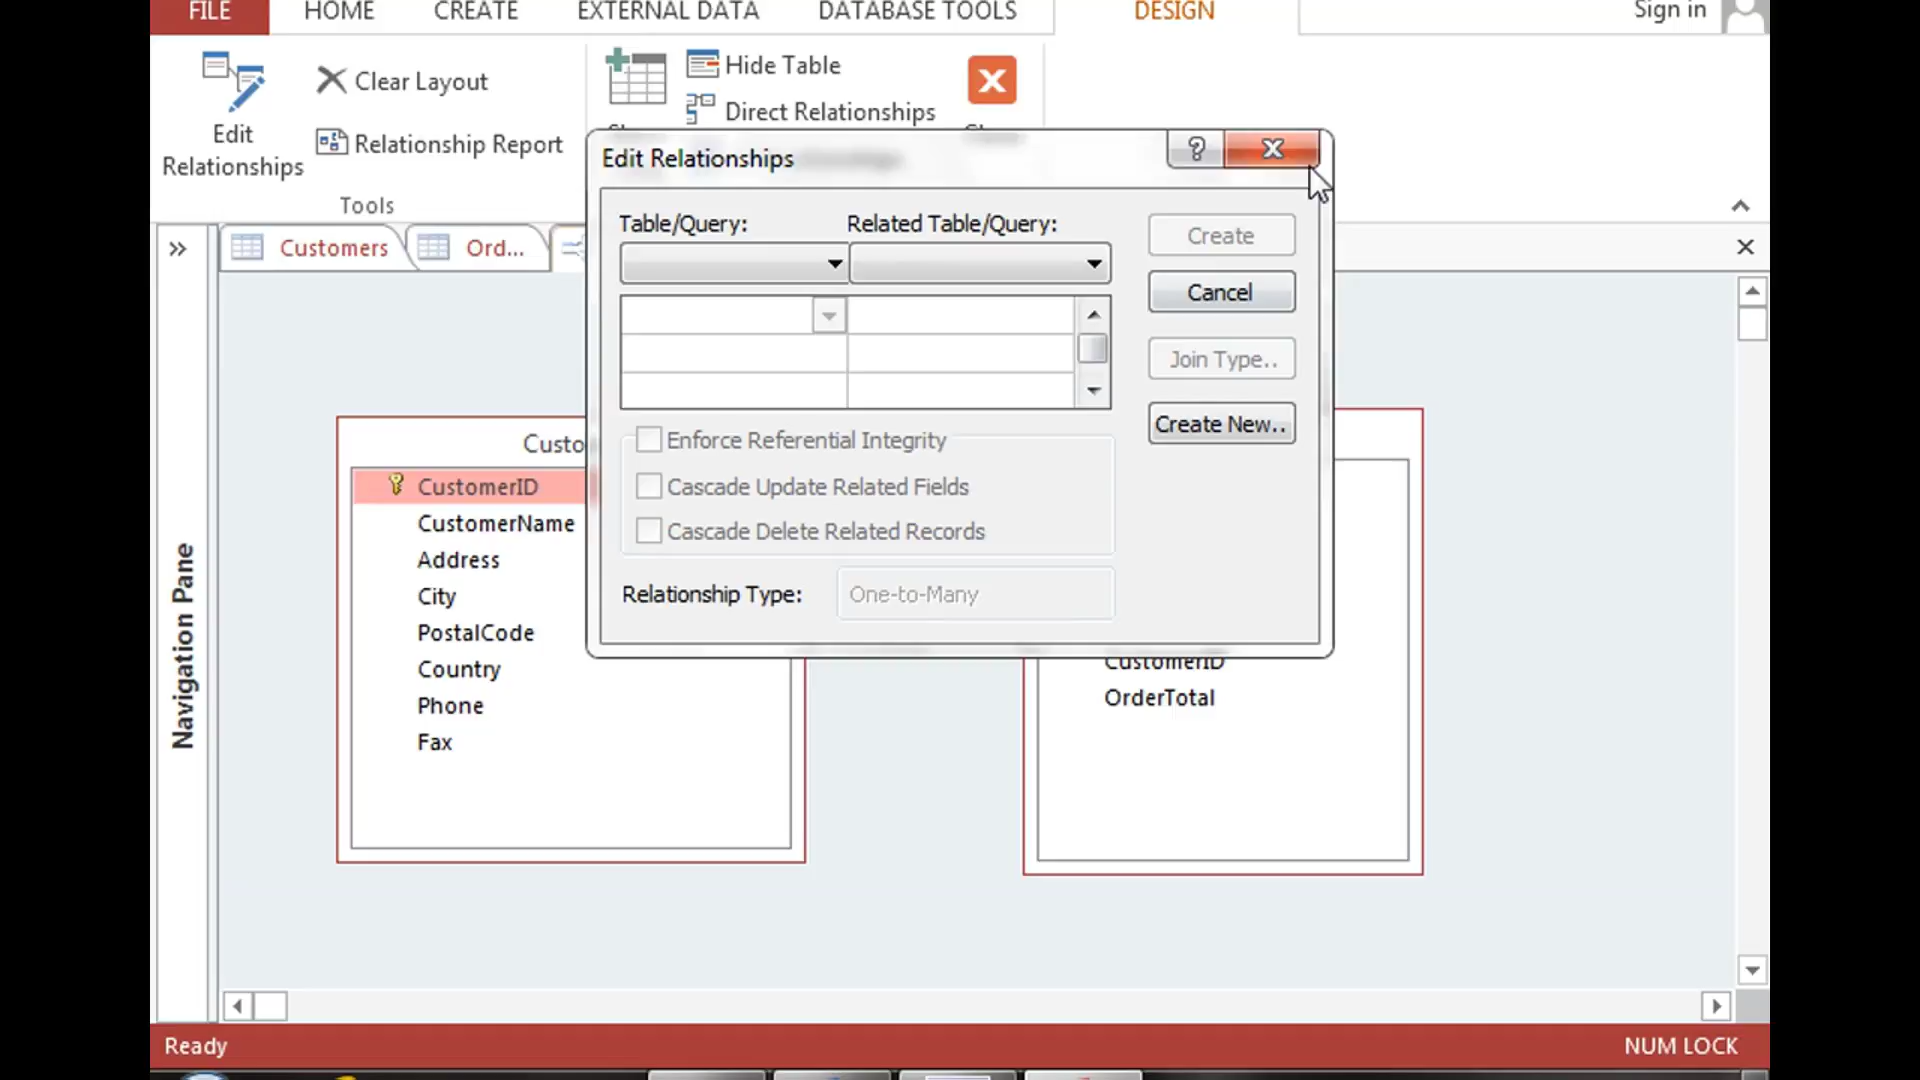 FILE HOME CREATE EXTERNAL DATA DATABASE TOOLS DESIGN Sign in
Edit Relationships
Clear Layout
Relationship Report
Tools
Hide Table
Direct Relationships
Customers Ord...
Navigation Pane
Edit Relationships ?
Table/Query: Related Table/Query:
Create
Cancel
Join Type..
Create New..
Enforce Referential Integrity
Cascade Update Related Fields
Cascade Delete Related Records
Relationship Type: One-to-Many
Custo
CustomerID
CustomerName
Address
City
PostalCode
Country
Phone
Fax
CustomerID
OrderTotal
Ready NUM LOCK